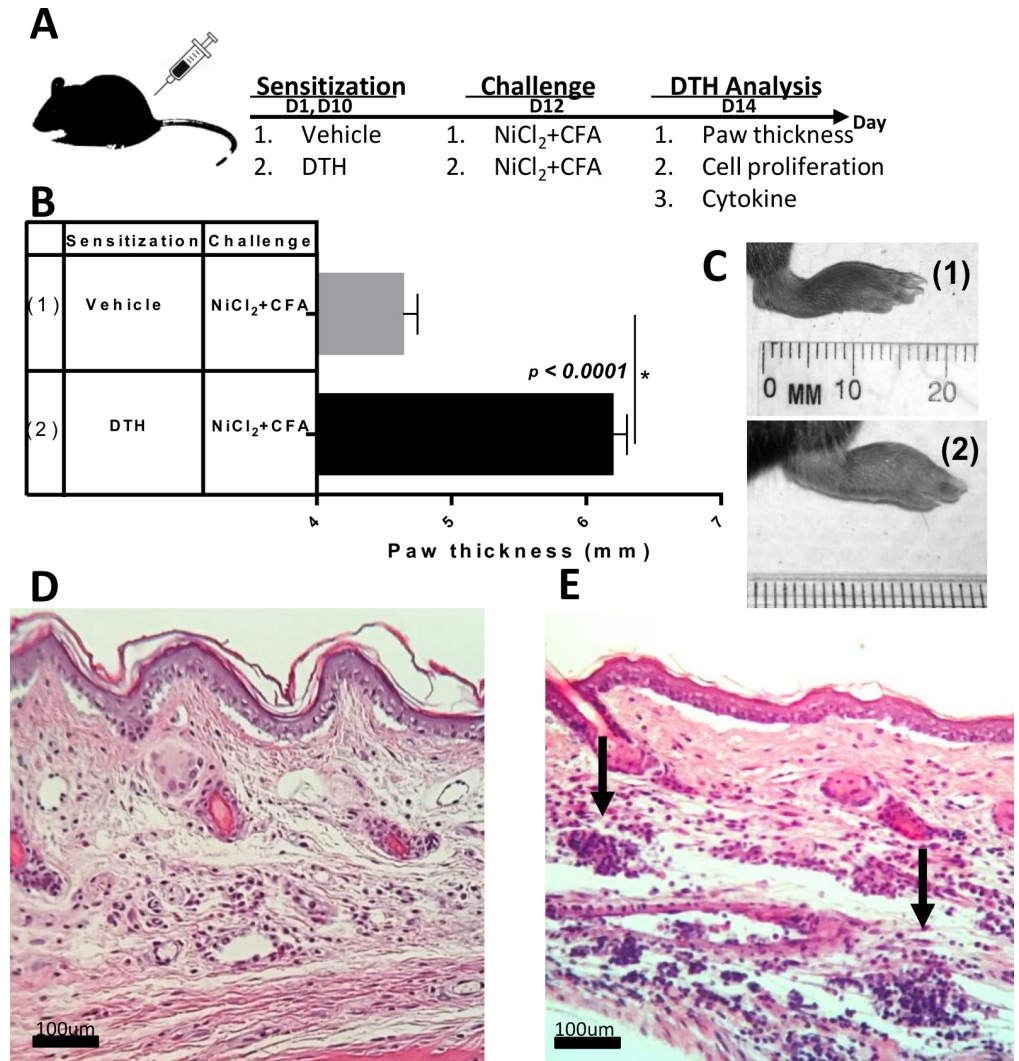 A
Sensitization Challenge DTH Analysis
D1, D10 D12 D14
Day
1. Vehicle 1. NiCl₂+CFA 1. Paw thickness
2. DTH 2. NiCl₂+CFA 2. Cell proliferation
3. Cytokine
B
Sensitization Challenge
(1) Vehicle NiCl₂+CFA
p < 0.0001 *
(2) DTH NiCl₂+CFA
4 5 6 7
Paw thickness (mm)
C
(1)
0 MM 10 20
(2)
D
100um
E
100um